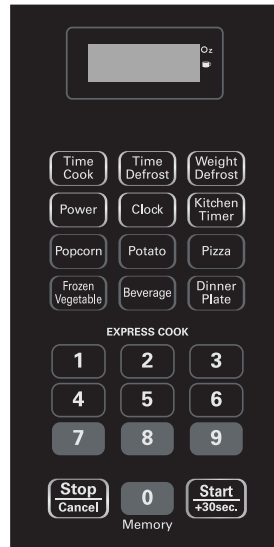 Oz
Time Cook Time Defrost Weight Defrost
Power Clock Kitchen Timer
Popcorn Potato Pizza
Frozen Vegetable Beverage Dinner Plate
EXPRESS COOK
1 2 3
4 5 6
7 8 9
Stop Cancel 0 Start +30sec.
Memory